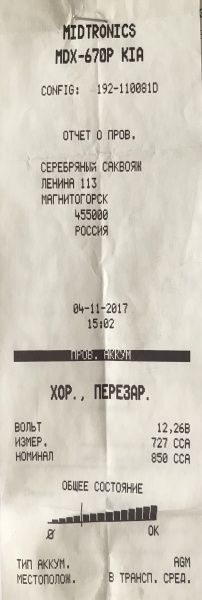 MIDTRONICS
MDX-670P KIA
CONFIG: 192-110081D
ОТЧЕТ О ПРОВ.
СЕРЕБРЯНЫЙ САКВОЯЖ
ЛЕНИНА 113
МАГНИТОГОРСК
455000
РОССИЯ
04-11-2017
15:02
ПРОВ. АККУМ
ХОР., ПЕРЕЗАР.
ВОЛЬТ 12,26В
ИЗМЕР. 727 CCA
НОМИНАЛ 850 CCA
ОБЩЕЕ СОСТОЯНИЕ
0 OK
ТИП АККУМ. AGM
МЕСТОПОЛОЖ. В ТРАНСП. СРЕД.